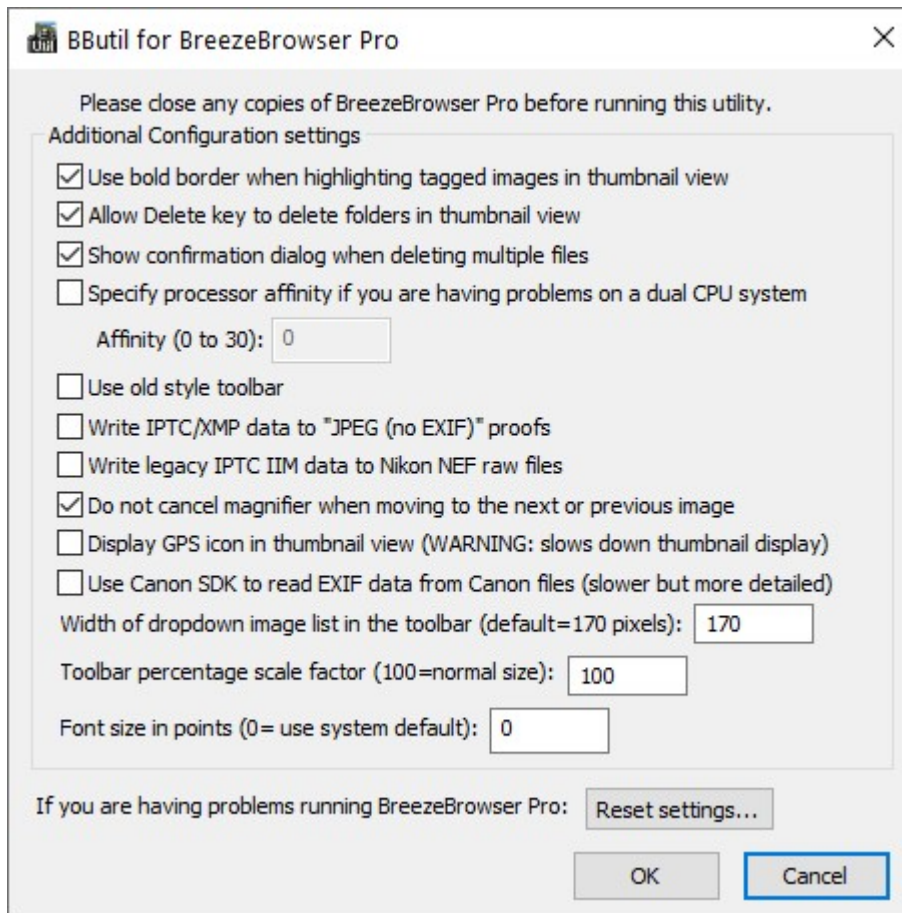 BButil for BreezeBrowser Pro
Please close any copies of BreezeBrowser Pro before running this utility.
Additional Configuration settings
Use bold border when highlighting tagged images in thumbnail view
Allow Delete key to delete folders in thumbnail view
Show confirmation dialog when deleting multiple files
Specify processor affinity if you are having problems on a dual CPU system
Affinity (0 to 30): 0
Use old style toolbar
Write IPTC/XMP data to "JPEG (no EXIF)" proofs
Write legacy IPTC IIM data to Nikon NEF raw files
Do not cancel magnifier when moving to the next or previous image
Display GPS icon in thumbnail view (WARNING: slows down thumbnail display)
Use Canon SDK to read EXIF data from Canon files (slower but more detailed)
Width of dropdown image list in the toolbar (default=170 pixels): 170
Toolbar percentage scale factor (100=normal size): 100
Font size in points (0= use system default): 0
If you are having problems running BreezeBrowser Pro: Reset settings...
OK Cancel